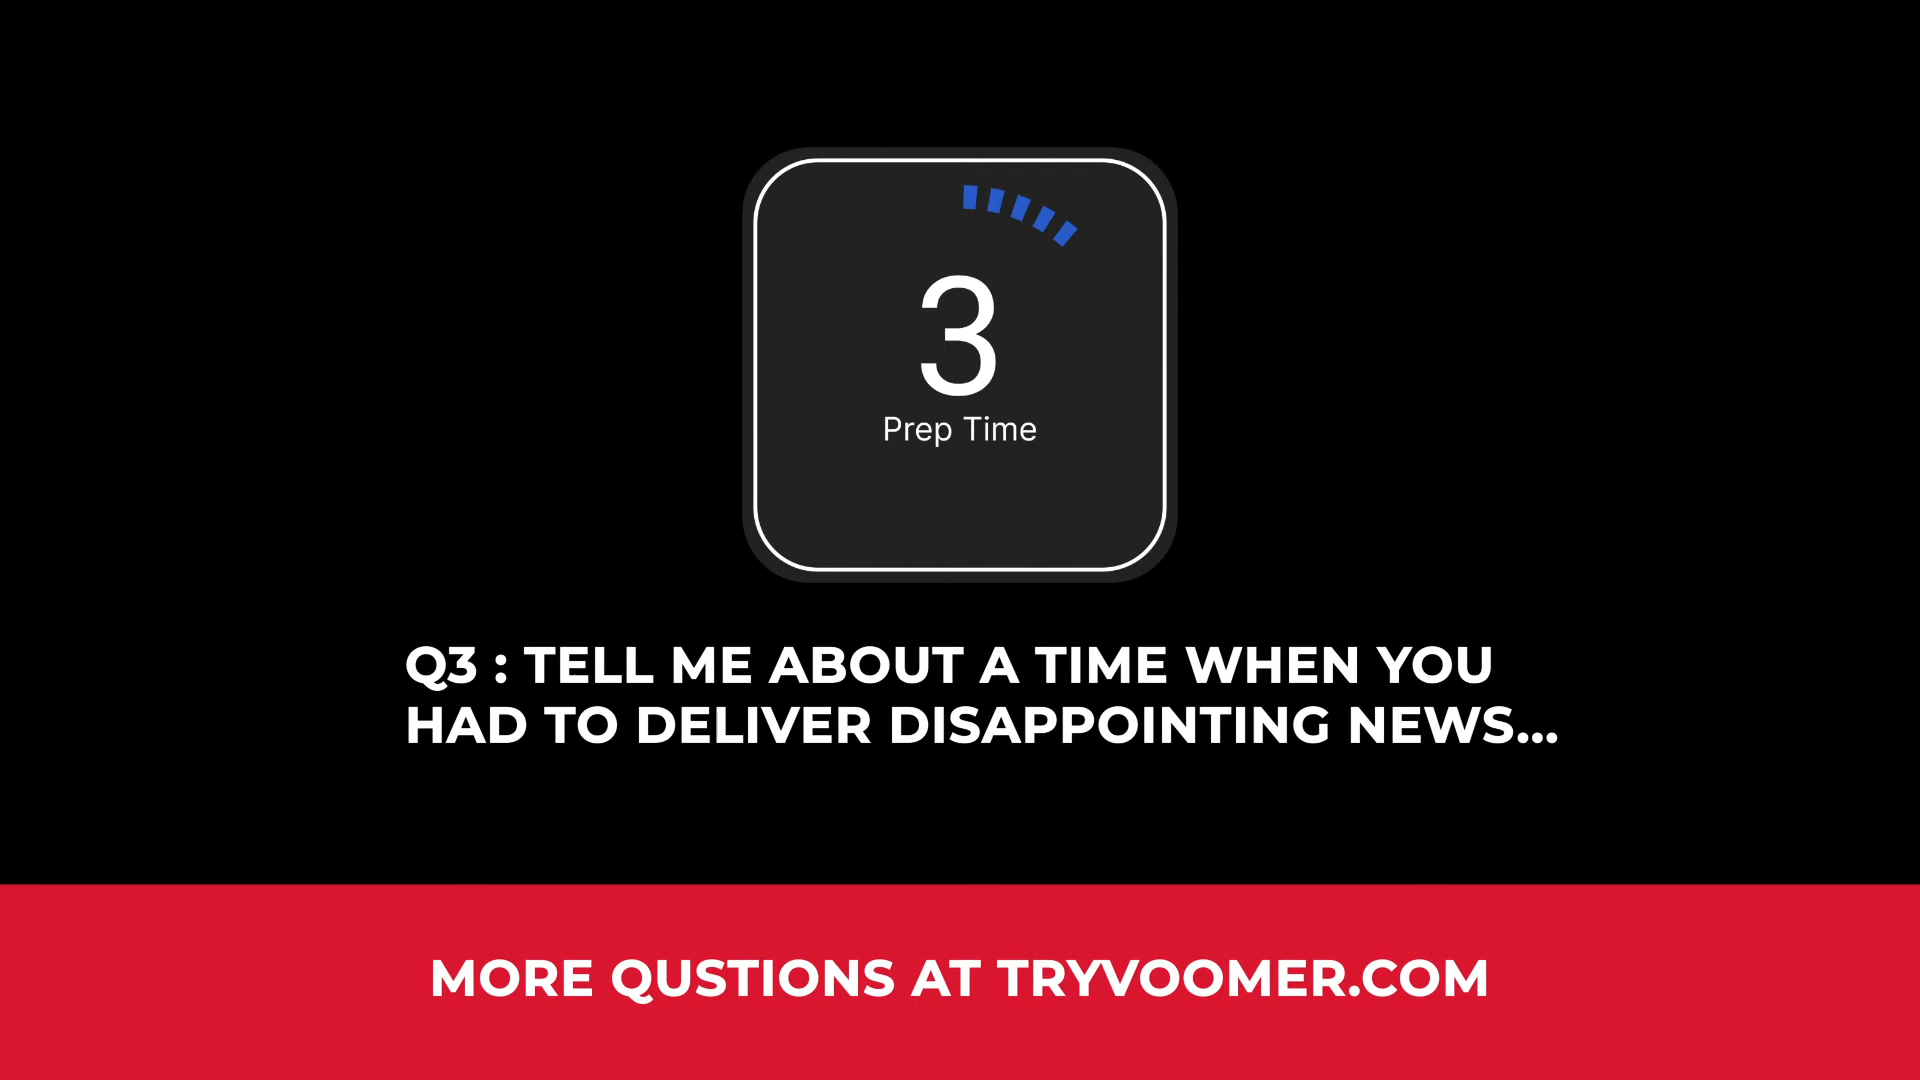 3
Prep Time
Q3 : TELL ME ABOUT A TIME WHEN YOU
HAD TO DELIVER DISAPPOINTING NEWS...
MORE QUSTIONS AT TRYVOOMER.COM